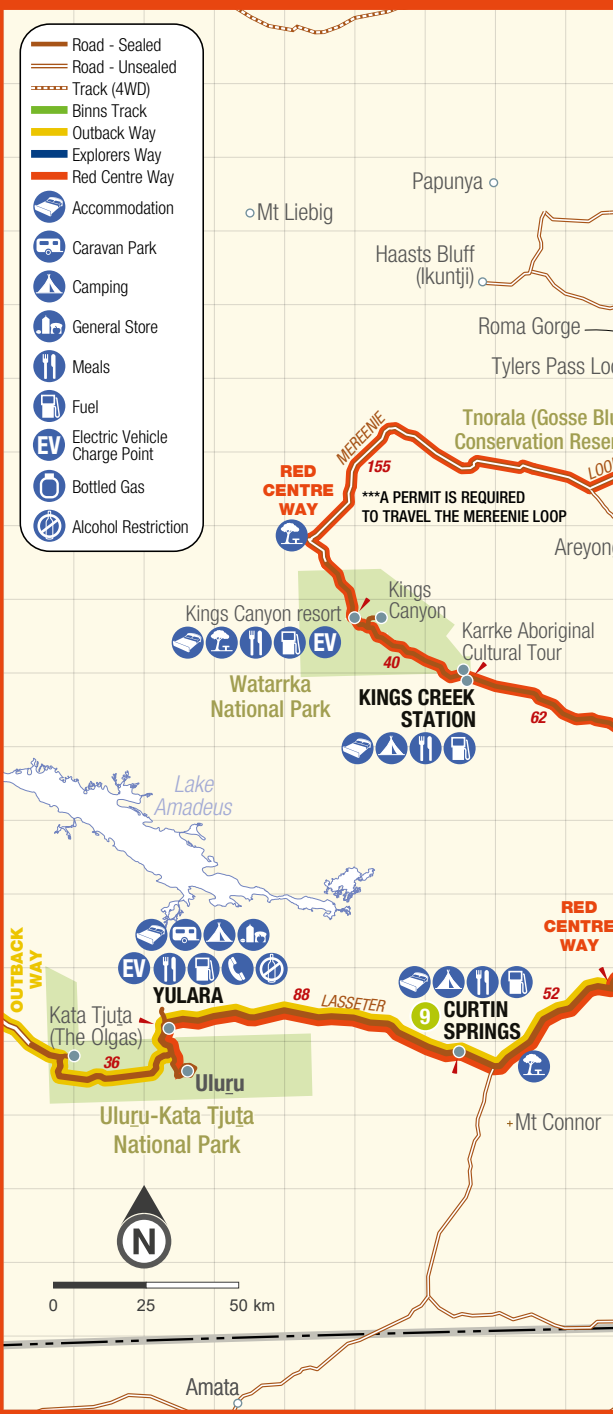 Road - Sealed
Road - Unsealed
Track (4WD)
Binns Track
Outback Way
Explorers Way
Red Centre Way
Accommodation
Caravan Park
Camping
General Store
Meals
Fuel
EV
Electric Vehicle
Charge Point
Bottled Gas
Alcohol Restriction
Papunya
Mt Liebig
Haasts Bluff
(Ikuntji)
Roma Gorge
Tylers Pass Loo
Tnorala (Gosse Blu
Conservation Reser
MEREENIE
155
LOO
RED
CENTRE
WAY
***A PERMIT IS REQUIRED
TO TRAVEL THE MEREENIE LOOP
Areyong
Kings
Canyon
Kings Canyon resort
EV
Karrke Aboriginal
Cultural Tour
40
Watarrka
National Park
KINGS CREEK
STATION
62
Lake
Amadeus
RED
CENTRE
WAY
OUTBACK
WAY
EV
YULARA
88
LASSETER
52
9
CURTIN
SPRINGS
Kata Tjuṯa
(The Olgas)
36
Uluṟu
Uluṟu-Kata Tjuṯa
National Park
Mt Connor
N
0
25
50 km
Amata